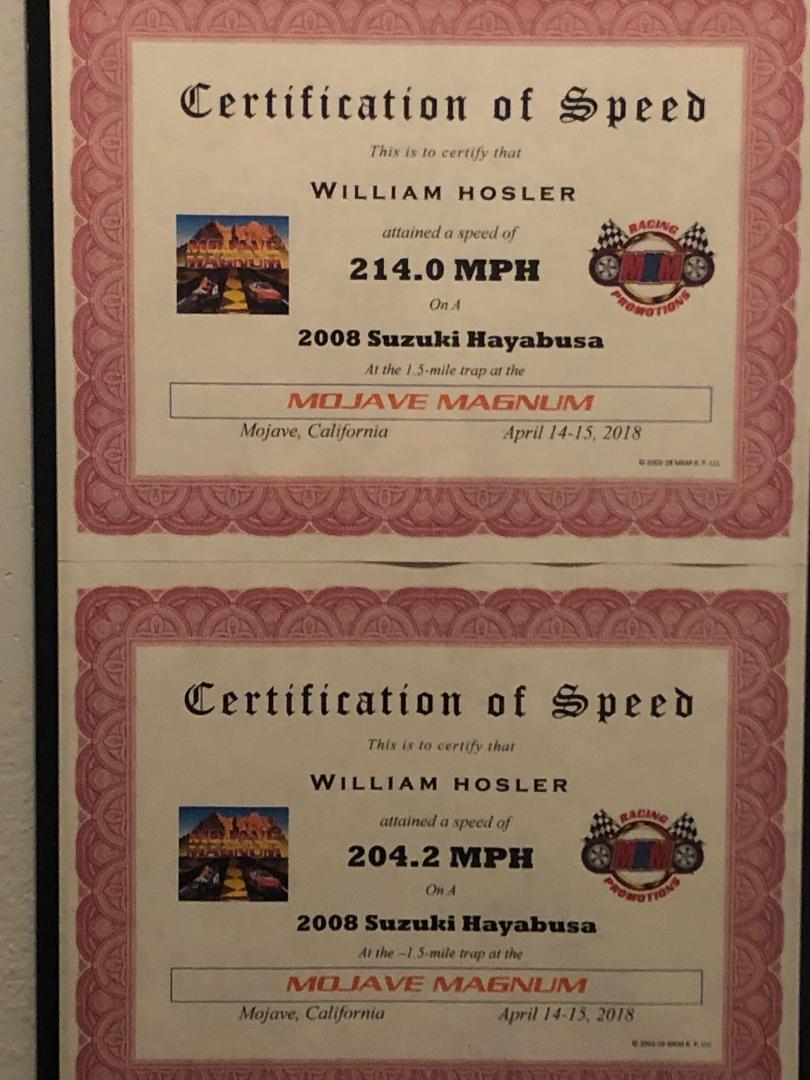 Certification of Speed
This is to certify that
WILLIAM HOSLER
attained a speed of
MOJAVE MAGNUM
214.0 MPH
RACING
M&M
PROMOTIONS
On A
2008 Suzuki Hayabusa
At the 1.5-mile trap at the
MOJAVE MAGNUM
Mojave, California April 14-15, 2018
Certification of Speed
This is to certify that
WILLIAM HOSLER
attained a speed of
MOJAVE MAGNUM
204.2 MPH
RACING
M&M
PROMOTIONS
On A
2008 Suzuki Hayabusa
At the –1.5-mile trap at the
MOJAVE MAGNUM
Mojave, California April 14-15, 2018